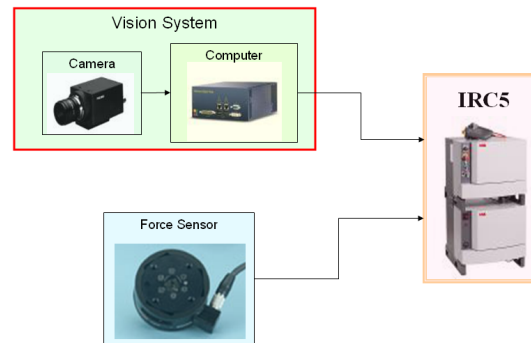 Vision System
Camera
Computer
IRC5
Force Sensor